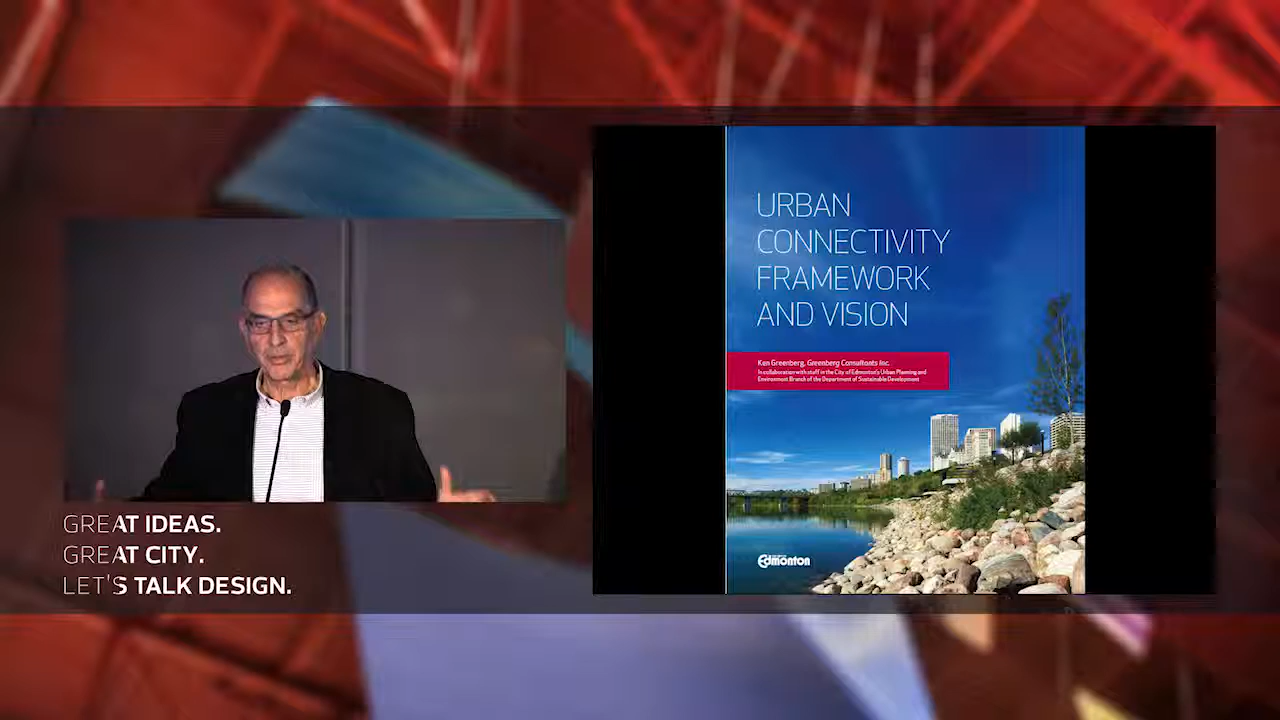 URBAN
CONNECTIVITY
FRAMEWORK
AND VISION
Ken Greenberg, Greenberg Consultants Inc.
In collaboration with staff in the City of Edmonton's Urban Planning and
Environment Branch of the Department of Sustainable Development
Edmonton
GREAT IDEAS.
GREAT CITY.
LET'S TALK DESIGN.